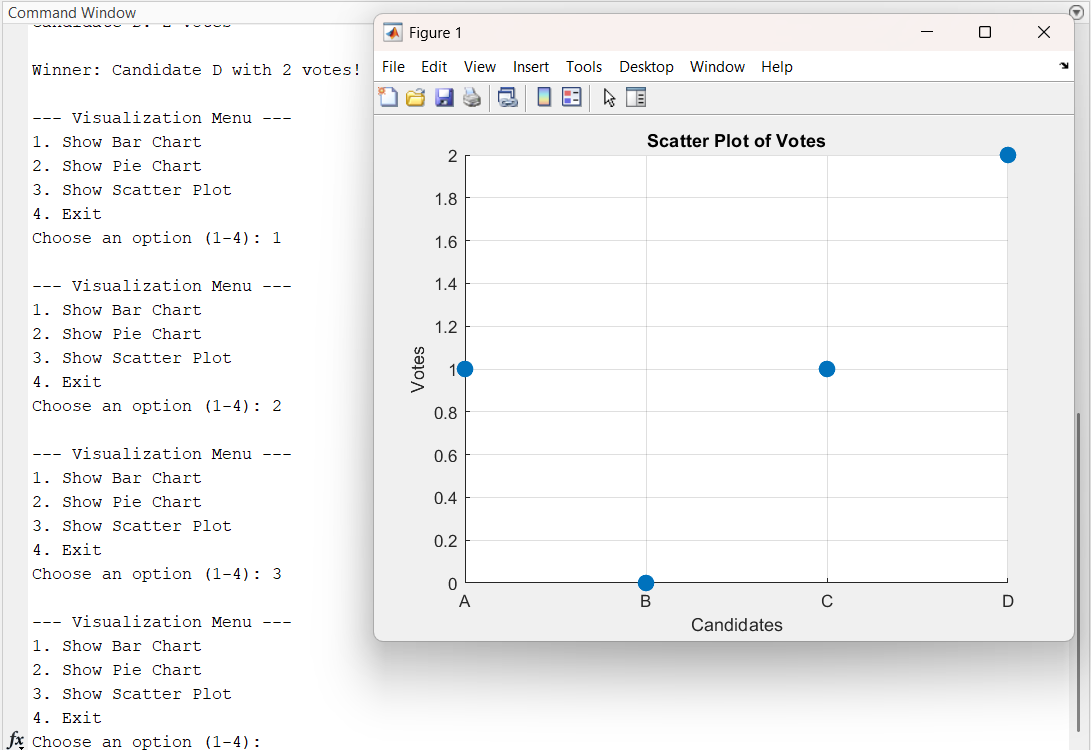 Command Window
Candidate D: 2 votes
Winner: Candidate D with 2 votes!
--- Visualization Menu ---
1. Show Bar Chart
2. Show Pie Chart
3. Show Scatter Plot
4. Exit
Choose an option (1-4): 1
--- Visualization Menu ---
1. Show Bar Chart
2. Show Pie Chart
3. Show Scatter Plot
4. Exit
Choose an option (1-4): 2
--- Visualization Menu ---
1. Show Bar Chart
2. Show Pie Chart
3. Show Scatter Plot
4. Exit
Choose an option (1-4): 3
--- Visualization Menu ---
1. Show Bar Chart
2. Show Pie Chart
3. Show Scatter Plot
4. Exit
fx Choose an option (1-4):
Figure 1
File Edit View Insert Tools Desktop Window Help
Scatter Plot of Votes
2
1.8
1.6
1.4
1.2
1
0.8
0.6
0.4
0.2
0
Votes
A B C D
Candidates